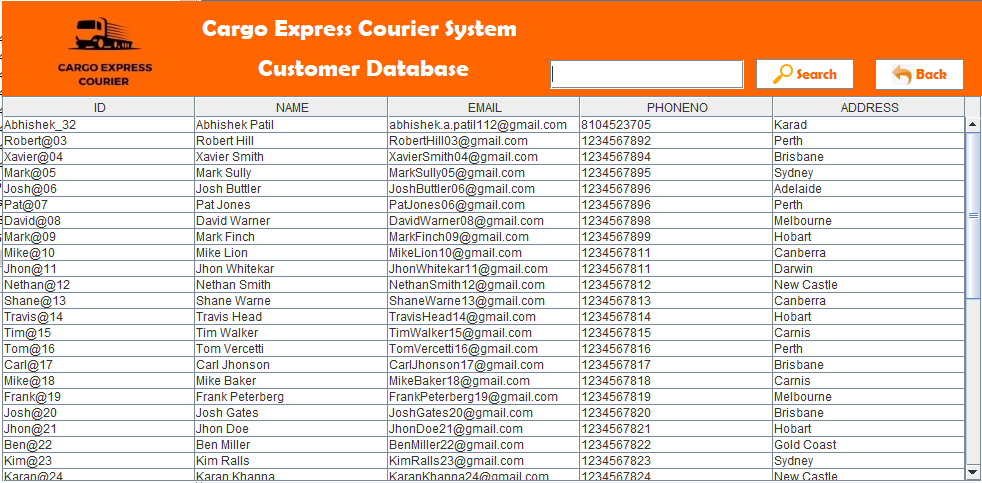 Cargo Express Courier System
CARGO EXPRESS
COURIER
Customer Database
Search
Back
ID NAME EMAIL PHONENO ADDRESS
Abhishek_32 Abhishek Patil abhishek.a.patil112@gmail.com 8104523705 Karad
Robert@03 Robert Hill RobertHill03@gmail.com 1234567892 Perth
Xavier@04 Xavier Smith XavierSmith04@gmail.com 1234567894 Brisbane
Mark@05 Mark Sully MarkSully05@gmail.com 1234567895 Sydney
Josh@06 Josh Buttler JoshButtler06@gmail.com 1234567896 Adelaide
Pat@07 Pat Jones PatJones06@gmail.com 1234567896 Perth
David@08 David Warner DavidWarner08@gmail.com 1234567898 Melbourne
Mark@09 Mark Finch MarkFinch09@gmail.com 1234567899 Hobart
Mike@10 Mike Lion MikeLion10@gmail.com 1234567811 Canberra
Jhon@11 Jhon Whitekar JhonWhitekar11@gmail.com 1234567811 Darwin
Nethan@12 Nethan Smith NethanSmith12@gmail.com 1234567812 New Castle
Shane@13 Shane Warne ShaneWarne13@gmail.com 1234567813 Canberra
Travis@14 Travis Head TravisHead14@gmail.com 1234567814 Hobart
Tim@15 Tim Walker TimWalker15@gmail.com 1234567815 Carnis
Tom@16 Tom Vercetti TomVercetti16@gmail.com 1234567816 Perth
Carl@17 Carl Jhonson CarlJhonson17@gmail.com 1234567817 Brisbane
Mike@18 Mike Baker MikeBaker18@gmail.com 1234567818 Carnis
Frank@19 Frank Peterberg FrankPeterberg19@gmail.com 1234567819 Melbourne
Josh@20 Josh Gates JoshGates20@gmail.com 1234567820 Brisbane
Jhon@21 Jhon Doe JhonDoe21@gmail.com 1234567821 Hobart
Ben@22 Ben Miller BenMiller22@gmail.com 1234567822 Gold Coast
Kim@23 Kim Ralls KimRalls23@gmail.com 1234567823 Sydney
Karan@24 Karan Khanna KaranKhanna24@gmail.com 1234567824 New Castle